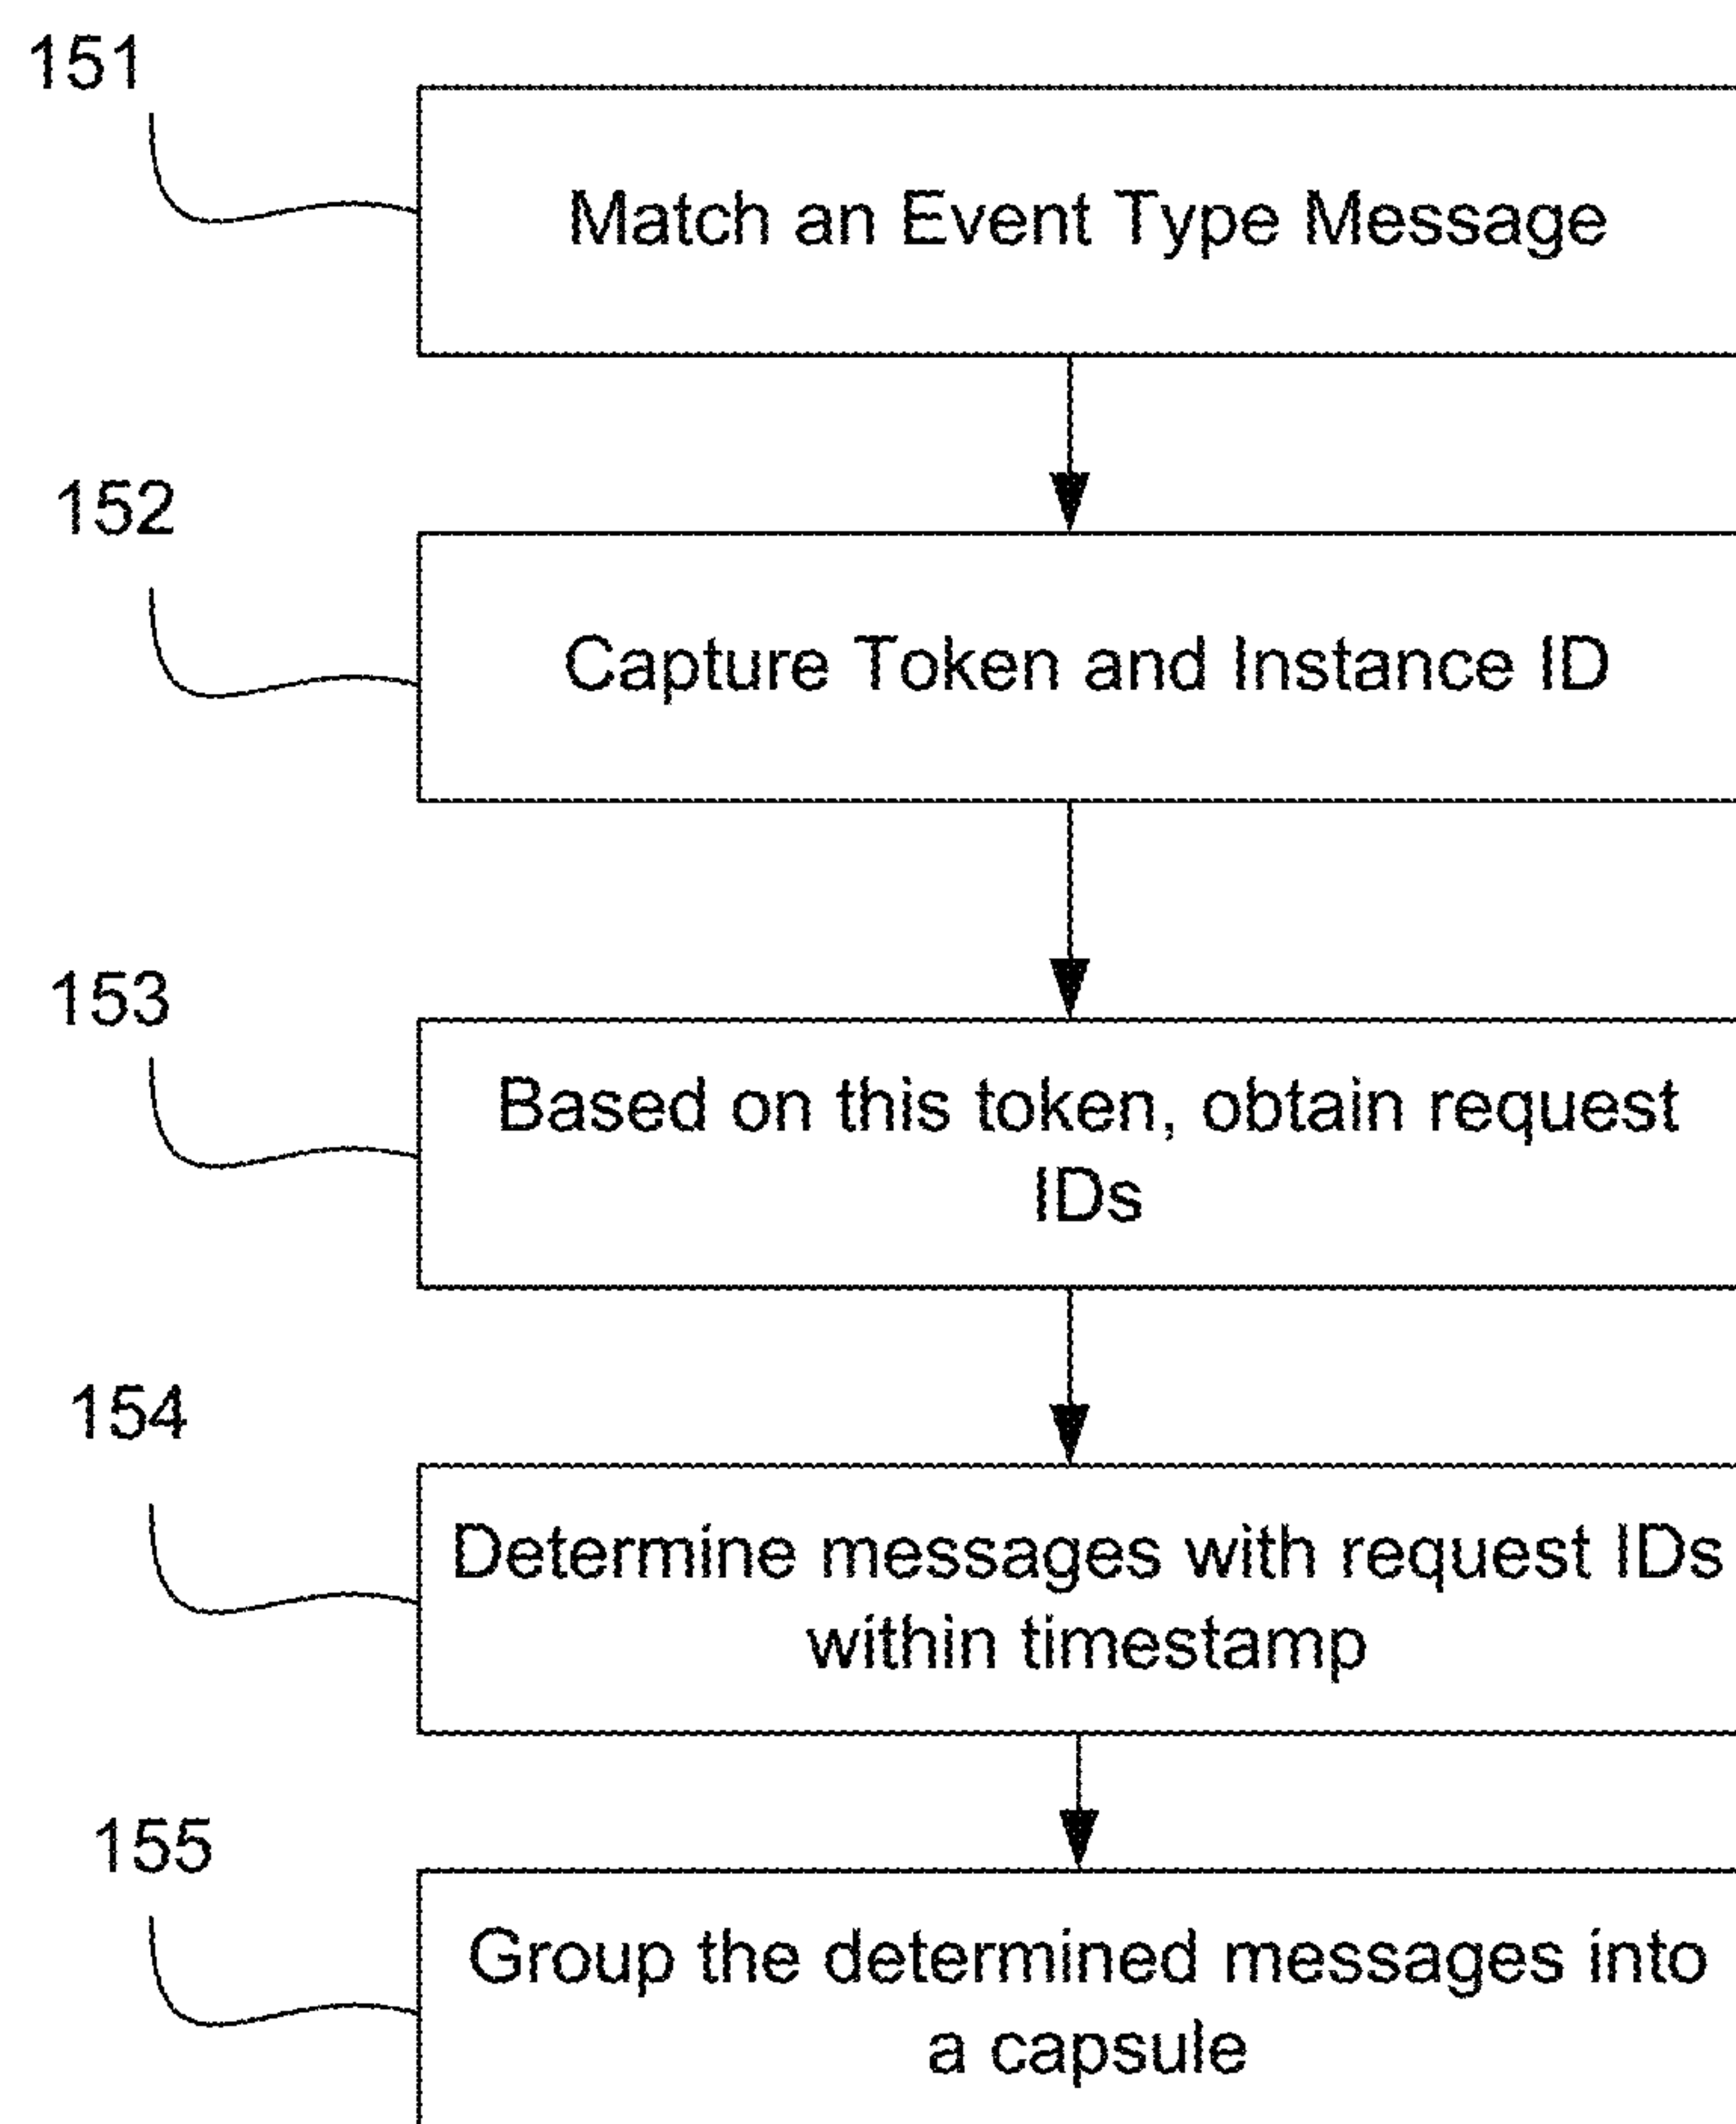 151
Match an Event Type Message
152
Capture Token and Instance ID
153
Based on this token, obtain request
IDs
154
Determine messages with request IDs
within timestamp
155
Group the determined messages into
a capsule